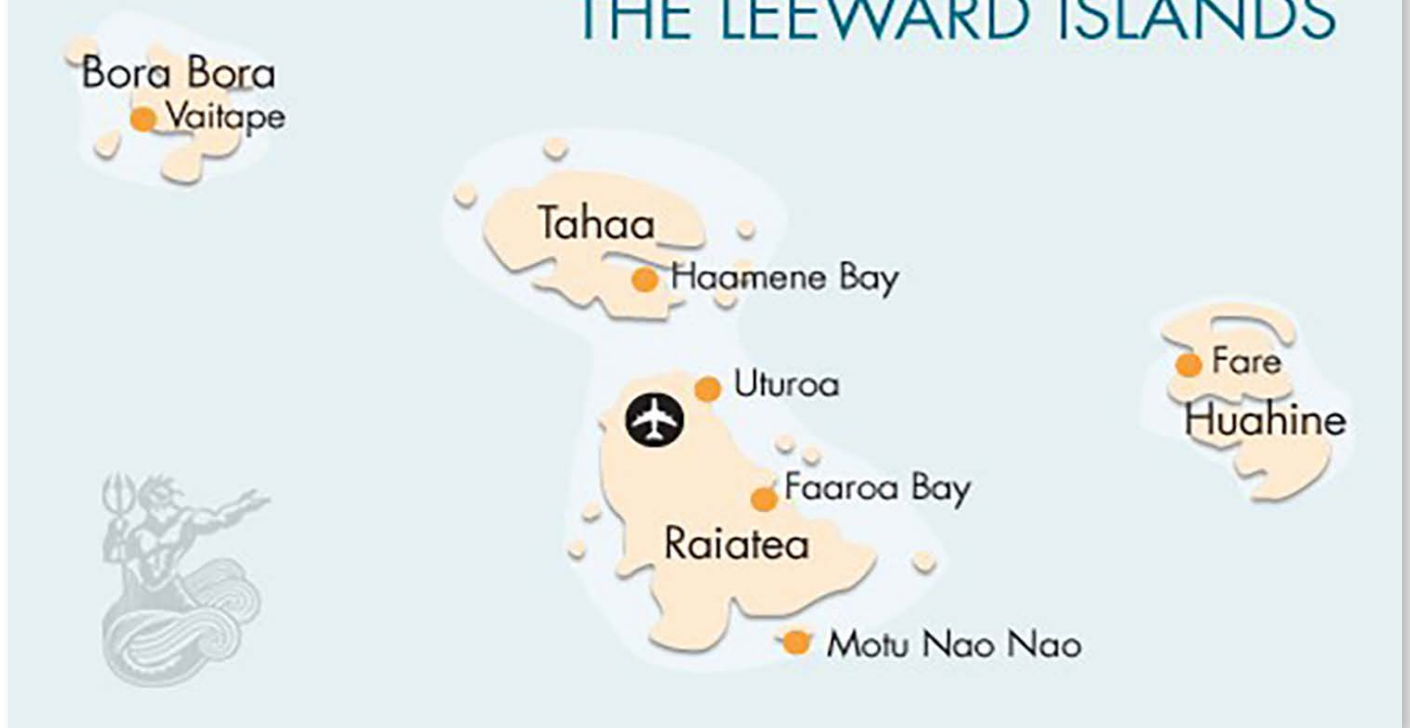 THE LEEWARD ISLANDS
Bora Bora
Vaitape
Tahaa
Haamene Bay
Uturoa
Fare
Huahine
Faaroa Bay
Raiatea
Motu Nao Nao